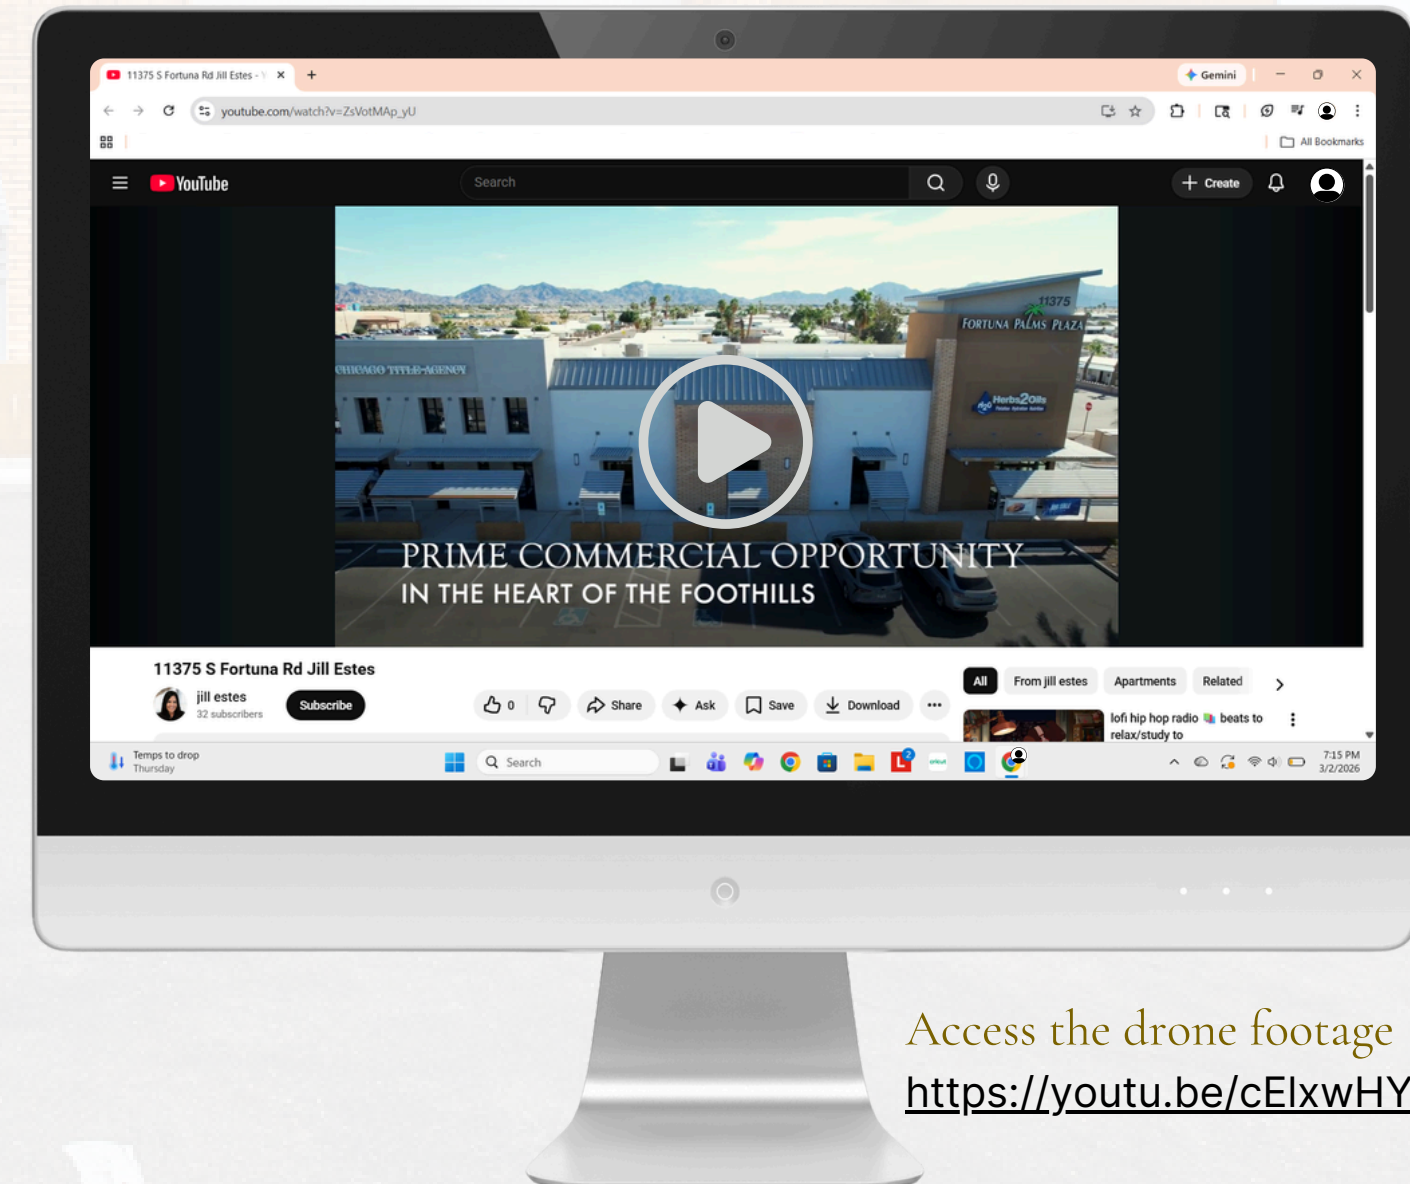 11375 S Fortuna Rd Jill Estes -
Gemini
youtube.com/watch?v=ZsVotMAp_yU
All Bookmarks
YouTube
Search
Create
11375
FORTUNA PALMS PLAZA
CHICAGO TITLE AGENCY
H2O Herbs2Oils
PRIME COMMERCIAL OPPORTUNITY
IN THE HEART OF THE FOOTHILLS
11375 S Fortuna Rd Jill Estes
jill estes
32 subscribers
Subscribe
0
Share
Ask
Save
Download
All
From jill estes
Apartments
Related
lofi hip hop radio 📚 beats to
relax/study to
Temps to drop
Thursday
Search
L
2
cricut
7:15 PM
3/2/2026
Access the drone footage
https://youtu.be/cElxwHY